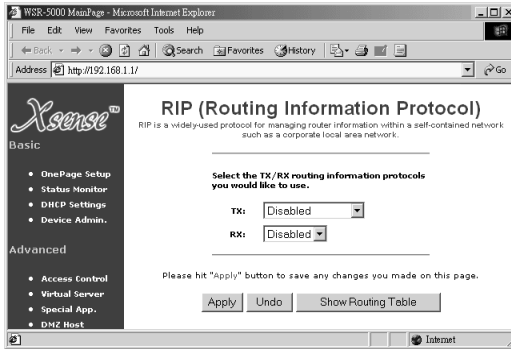 WSR-5000 MainPage - Microsoft Internet Explorer
File Edit View Favorites Tools Help
Back Search Favorites History
Address http://192.168.1.1/ Go
Xsense™
Basic
OnePage Setup
Status Monitor
DHCP Settings
Device Admin.
Advanced
Access Control
Virtual Server
Special App.
DMZ Host
RIP (Routing Information Protocol)
RIP is a widely-used protocol for managing router information within a self-contained network
such as a corporate local area network.
Select the TX/RX routing information protocols
you would like to use.
TX: Disabled
RX: Disabled
Please hit "Apply" button to save any changes you made on this page.
Apply Undo Show Routing Table
Internet